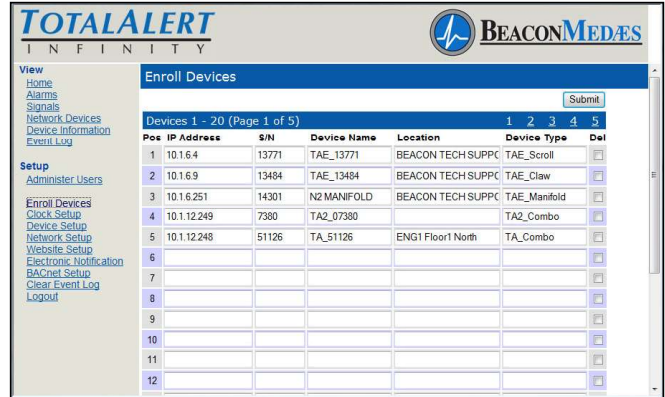 TOTALALERT
INFINITY
BEACONMEDÆS
View
Home
Alarms
Signals
Network Devices
Device Information
Event Log
Setup
Administer Users
Enroll Devices
Clock Setup
Device Setup
Network Setup
Website Setup
Electronic Notification
BACnet Setup
Clear Event Log
Logout
Enroll Devices
Submit
Devices 1 - 20 (Page 1 of 5) 1 2 3 4 5
Pos IP Address S/N Device Name Location Device Type Del
1 10.1.6.4 13771 TAE_13771 BEACON TECH SUPPC TAE_Scroll
2 10.1.6.9 13484 TAE_13484 BEACON TECH SUPPC TAE_Claw
3 10.1.6.251 14301 N2 MANIFOLD BEACON TECH SUPPC TAE_Manifold
4 10.1.12.249 7380 TA2_07380 TA2_Combo
5 10.1.12.248 51126 TA_51126 ENG1 Floor1 North TA_Combo
6
7
8
9
10
11
12